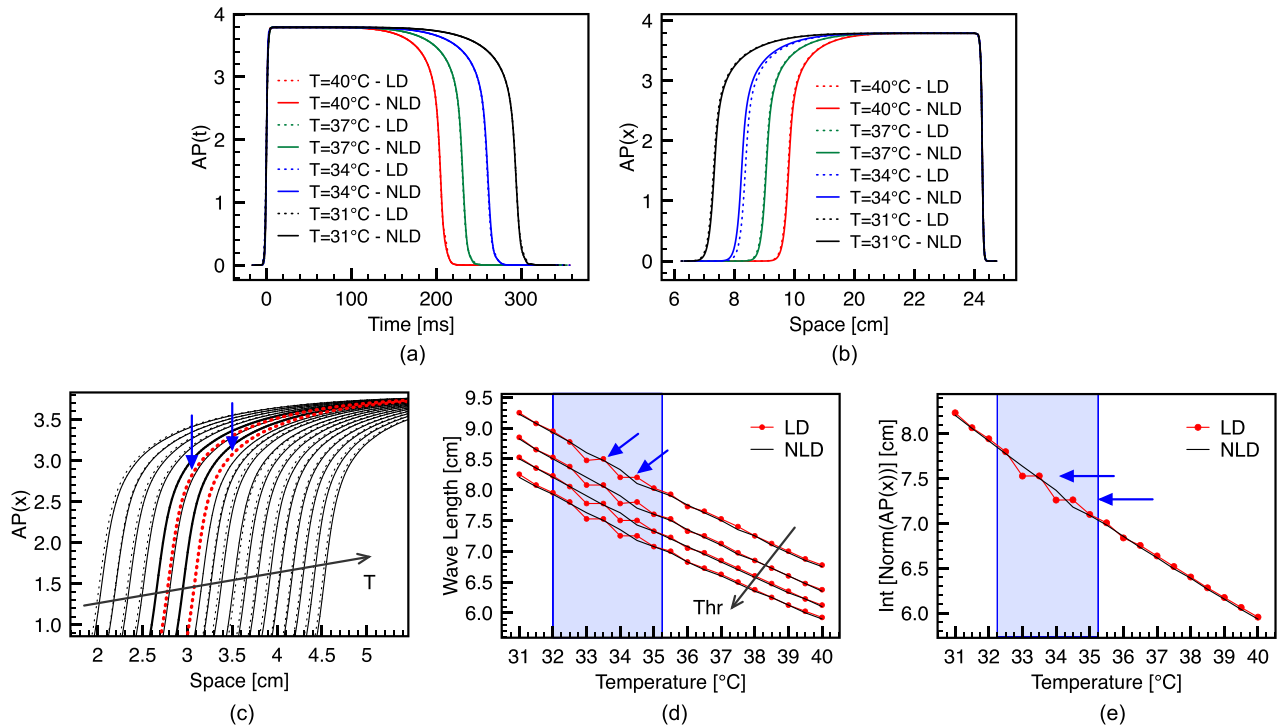 AP(t)
4
3
2
1
0
T=40°C - LD
T=40°C - NLD
T=37°C - LD
T=37°C - NLD
T=34°C - LD
T=34°C - NLD
T=31°C - LD
T=31°C - NLD
0 100 200 300
Time [ms]
(a)
AP(x)
4
3
2
1
0
T=40°C - LD
T=40°C - NLD
T=37°C - LD
T=37°C - NLD
T=34°C - LD
T=34°C - NLD
T=31°C - LD
T=31°C - NLD
6 8 10 20 22 24
Space [cm]
(b)
AP(x)
3.5
3.0
2.5
2.0
1.5
1.0
T
2 2.5 3 3.5 4 4.5 5
Space [cm]
(c)
Wave Length [cm]
9.5
9.0
8.5
8.0
7.5
7.0
6.5
6.0
LD
NLD
Thr
31 32 33 34 35 36 37 38 39 40
Temperature [°C]
(d)
Int [Norm(AP(x))] [cm]
8.0
7.5
7.0
6.5
6.0
LD
NLD
31 32 33 34 35 36 37 38 39 40
Temperature [°C]
(e)